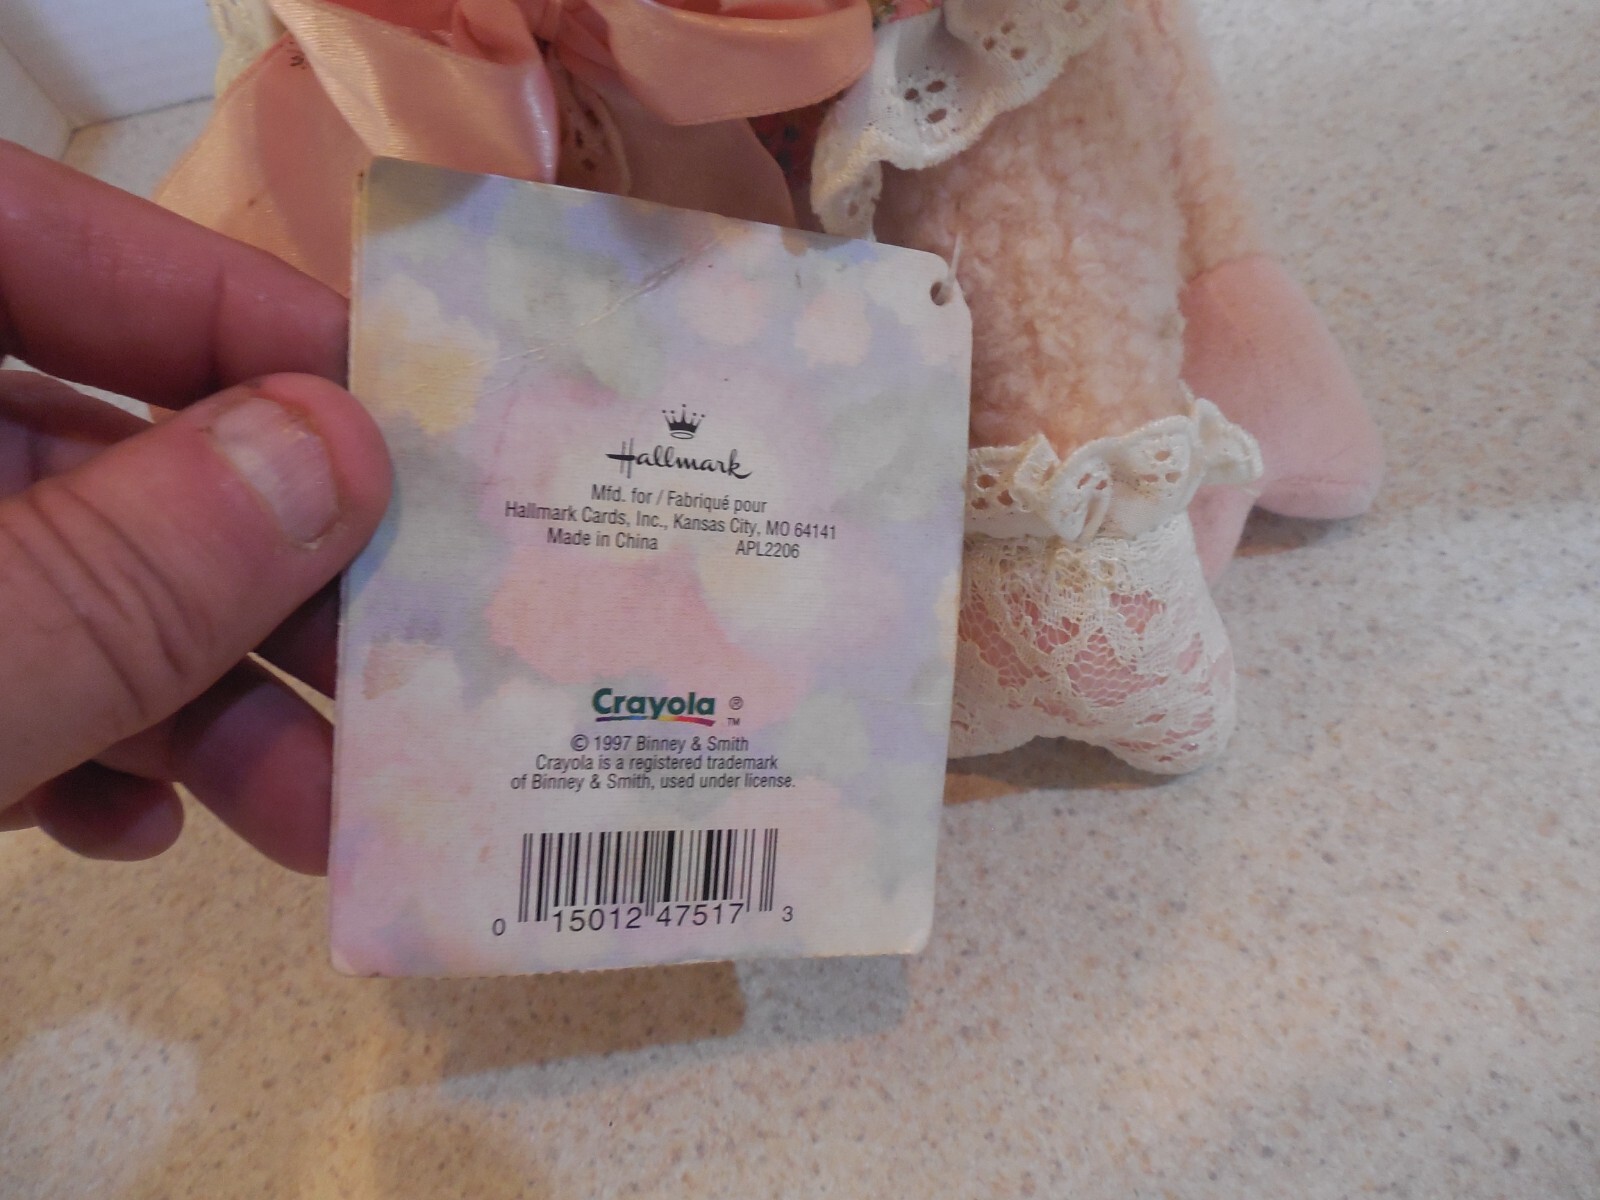 Hallmark
Mfd. for / Fabriqué pour
Hallmark Cards, Inc., Kansas City, MO 64141
Made in China APL2206
Crayola ® ™
© 1997 Binney & Smith
Crayola is a registered trademark
of Binney & Smith, used under license.
0 15012 47517 3